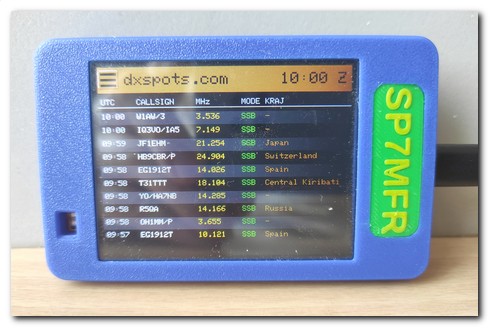 dxspots.com 10:00 Z
UTC CALLSIGN MHz MODE KRAJ
10:00 W1AW/3 3.536 SSB -
10:00 IQ3VO/IA5 7.149 SSB -
09:59 JF1EHM- 21.254 SSB Japan
09:58 HB9CBR/P 24.904 SSB Switzerland
09:58 EG1912T 14.026 SSB Spain
09:58 T31TTT 18.104 SSB Central Kiribati
09:58 YO/HA7HB 14.285 SSB
09:58 R5QA 14.166 SSB Russia
09:58 OH1MM/P 3.655 SSB -
09:57 EG1912T 10.121 SSB Spain
SP7MFR